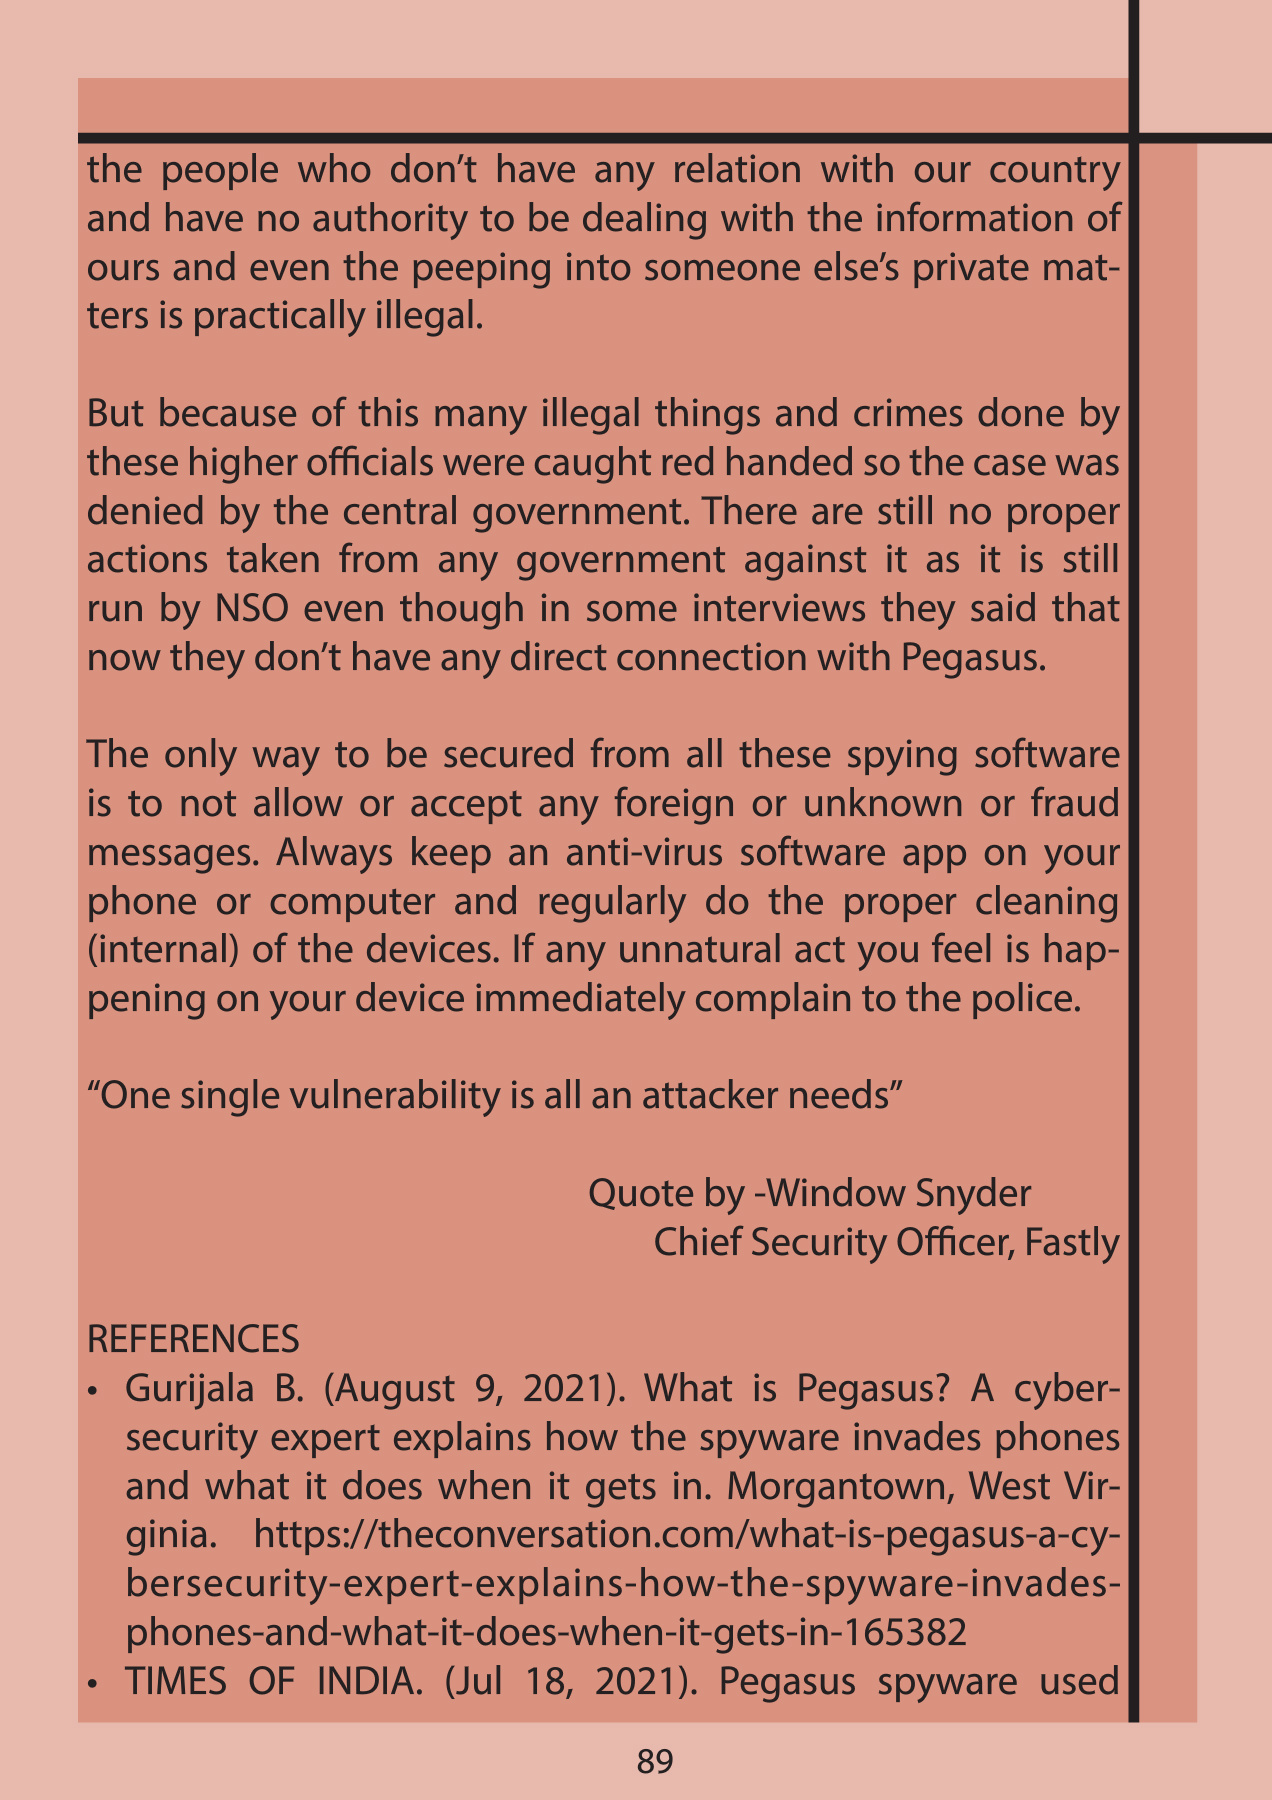 the people who don’t have any relation with our country
and have no authority to be dealing with the information of
ours and even the peeping into someone else’s private mat-
ters is practically illegal.
But because of this many illegal things and crimes done by
these higher officials were caught red handed so the case was
denied by the central government. There are still no proper
actions taken from any government against it as it is still
run by NSO even though in some interviews they said that
now they don’t have any direct connection with Pegasus.
The only way to be secured from all these spying software
is to not allow or accept any foreign or unknown or fraud
messages. Always keep an anti-virus software app on your
phone or computer and regularly do the proper cleaning
(internal) of the devices. If any unnatural act you feel is hap-
pening on your device immediately complain to the police.
“One single vulnerability is all an attacker needs”
Quote by -Window Snyder
Chief Security Officer, Fastly
REFERENCES
• Gurijala B. (August 9, 2021). What is Pegasus? A cyber-
security expert explains how the spyware invades phones
and what it does when it gets in. Morgantown, West Vir-
ginia. https://theconversation.com/what-is-pegasus-a-cy-
bersecurity-expert-explains-how-the-spyware-invades-
phones-and-what-it-does-when-it-gets-in-165382
• TIMES OF INDIA. (Jul 18, 2021). Pegasus spyware used
89